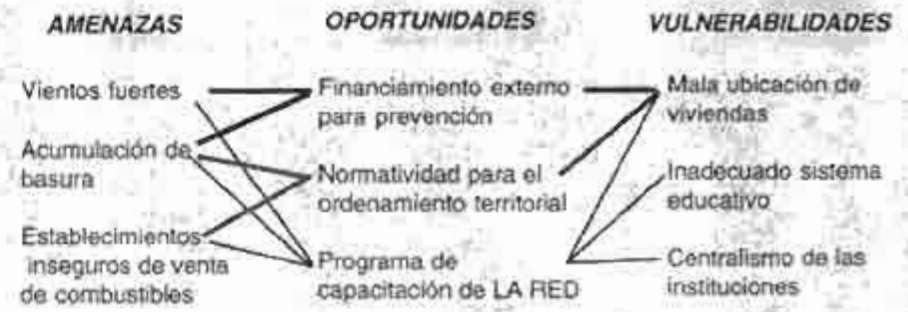 AMENAZAS
OPORTUNIDADES
VULNERABILIDADES
Vientos fuertes
Acumulación de
basura
Establecimientos
inseguros de venta
de combustibles
Financiamiento externo
para prevención
Normatividad para el
ordenamiento territorial
Programa de
capacitación de LA RED
Mala ubicación de
viviendas
Inadecuado sistema
educativo
Centralismo de las
instituciones